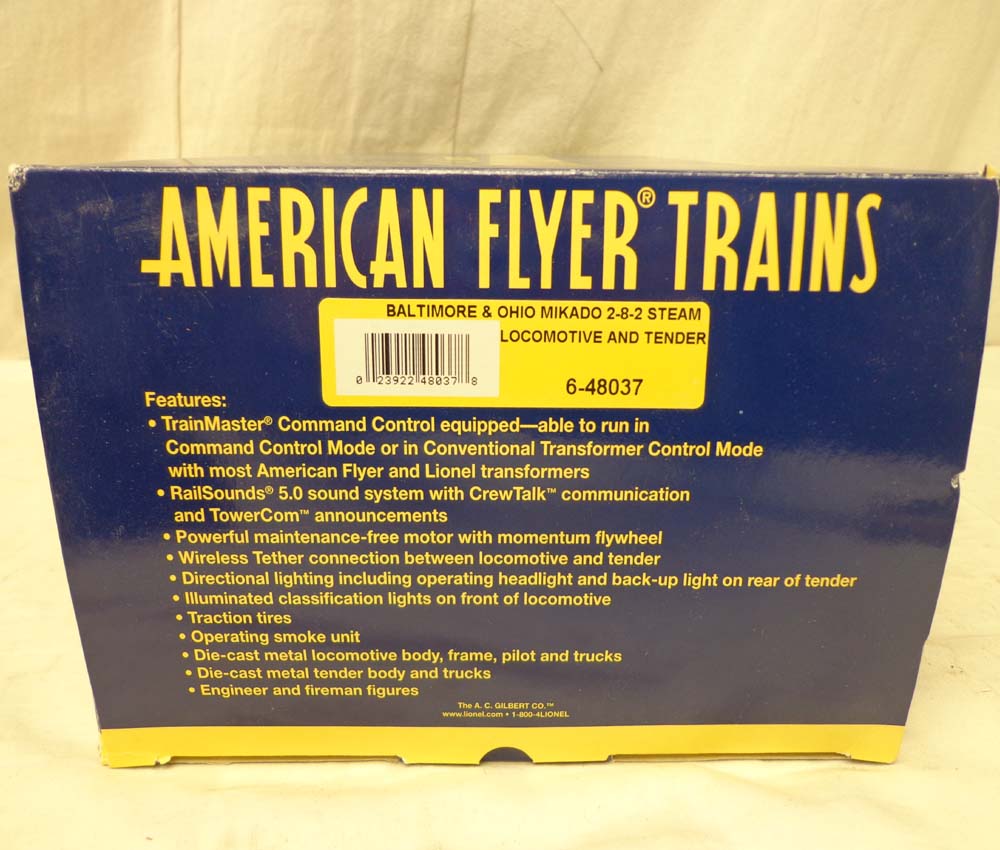 AMERICAN FLYER® TRAINS
BALTIMORE & OHIO MIKADO 2-8-2 STEAM
LOCOMOTIVE AND TENDER
0 23922 48037 8
6-48037
Features:
• TrainMaster® Command Control equipped—able to run in
Command Control Mode or in Conventional Transformer Control Mode
with most American Flyer and Lionel transformers
• RailSounds® 5.0 sound system with CrewTalk™ communication
and TowerCom™ announcements
• Powerful maintenance-free motor with momentum flywheel
• Wireless Tether connection between locomotive and tender
• Directional lighting including operating headlight and back-up light on rear of tender
• Illuminated classification lights on front of locomotive
• Traction tires
• Operating smoke unit
• Die-cast metal locomotive body, frame, pilot and trucks
• Die-cast metal tender body and trucks
• Engineer and fireman figures
The A. C. GILBERT CO.™
www.lionel.com • 1-800-4LIONEL